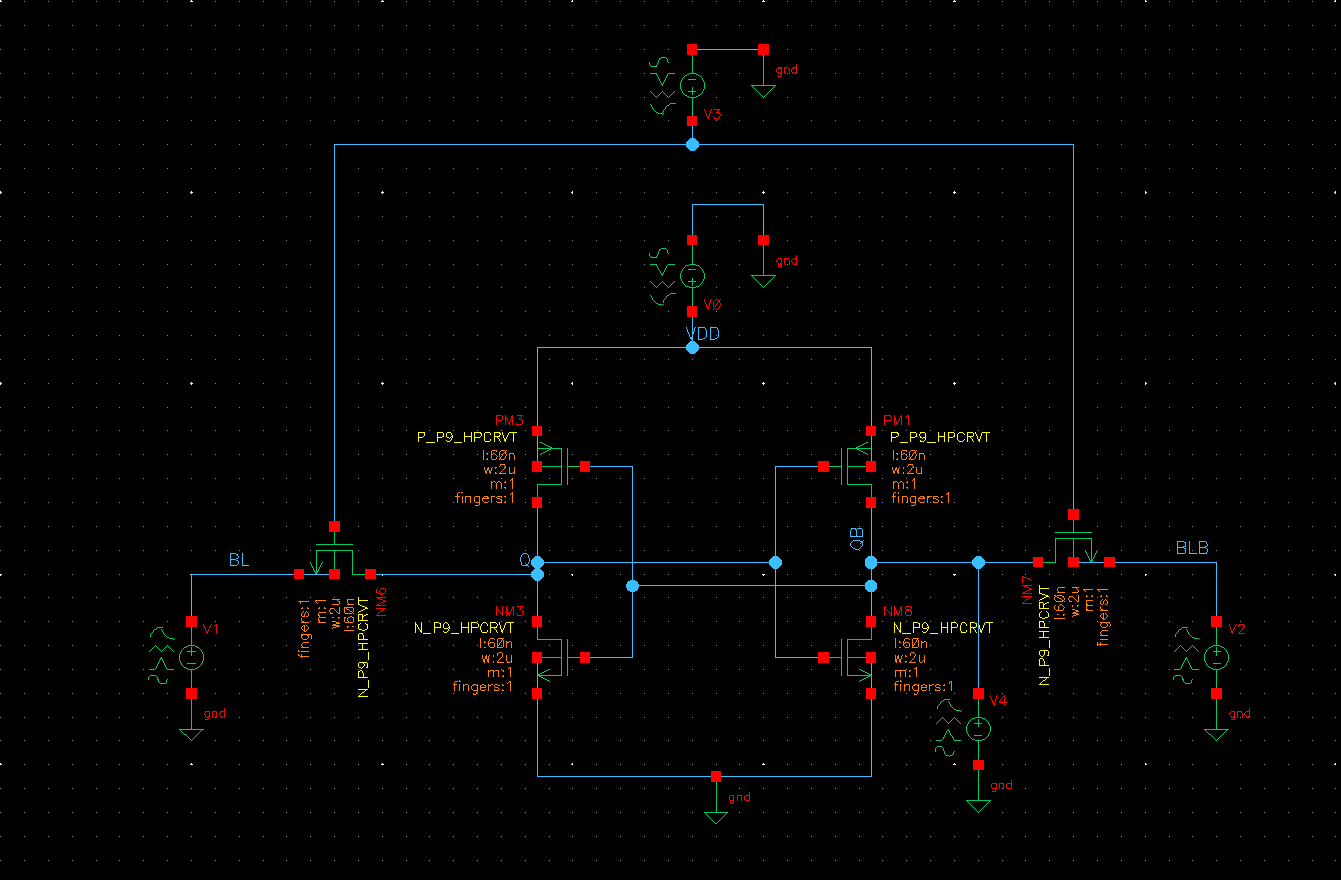 gnd
V3
gnd
V0
VDD
PM3
P_P9_HPCRVT
l:60n
w:2u
m:1
fingers:1
PM1
P_P9_HPCRVT
l:60n
w:2u
m:1
fingers:1
BL
Q
QB
BLB
NM6
N_P9_HPCRVT
l:60n
w:2u
m:1
fingers:1
NM3
N_P9_HPCRVT
l:60n
w:2u
m:1
fingers:1
NM8
N_P9_HPCRVT
l:60n
w:2u
m:1
fingers:1
NM7
N_P9_HPCRVT
l:60n
w:2u
m:1
fingers:1
V1
gnd
V2
gnd
V4
gnd
gnd